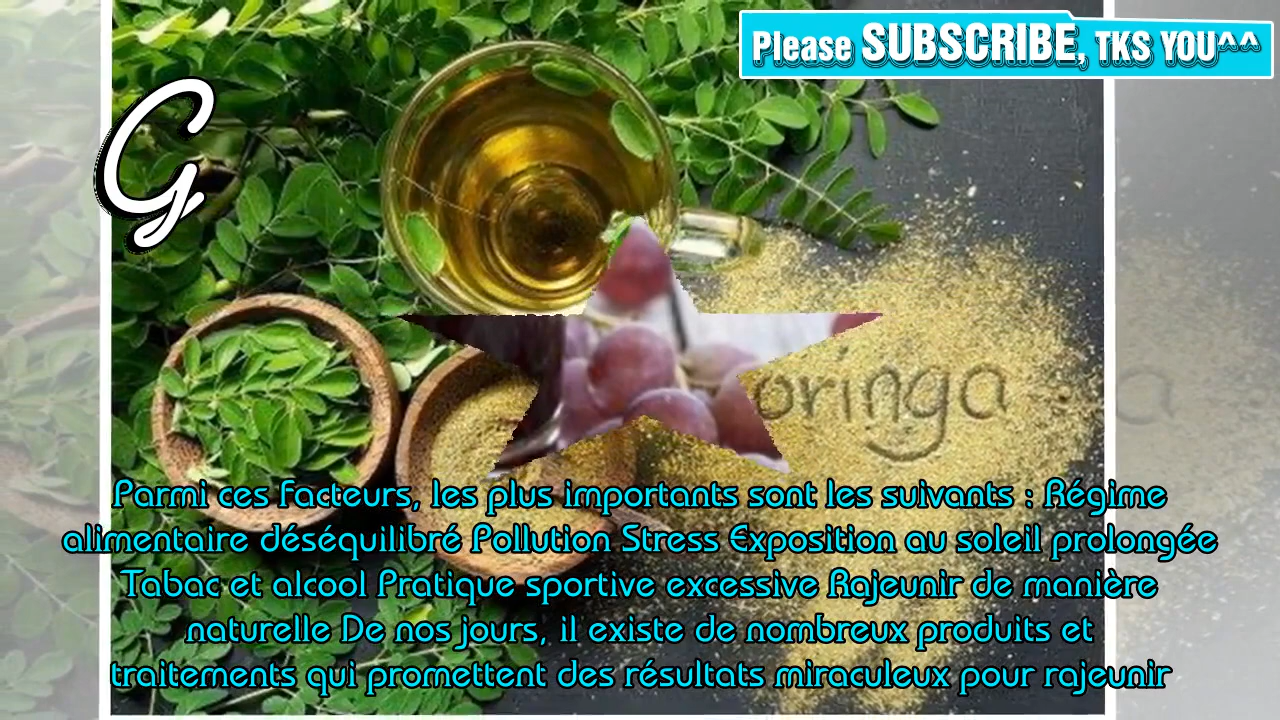 Please SUBSCRIBE, TKS YOU^^
G
oringa
a
Parmi ces facteurs, les plus importants sont les suivants : Régime
alimentaire déséquilibré Pollution Stress Exposition au soleil prolongée
Tabac et alcool Pratique sportive excessive Rajeunir de manière
naturelle De nos jours, il existe de nombreux produits et
traitements qui promettent des résultats miraculeux pour rajeunir